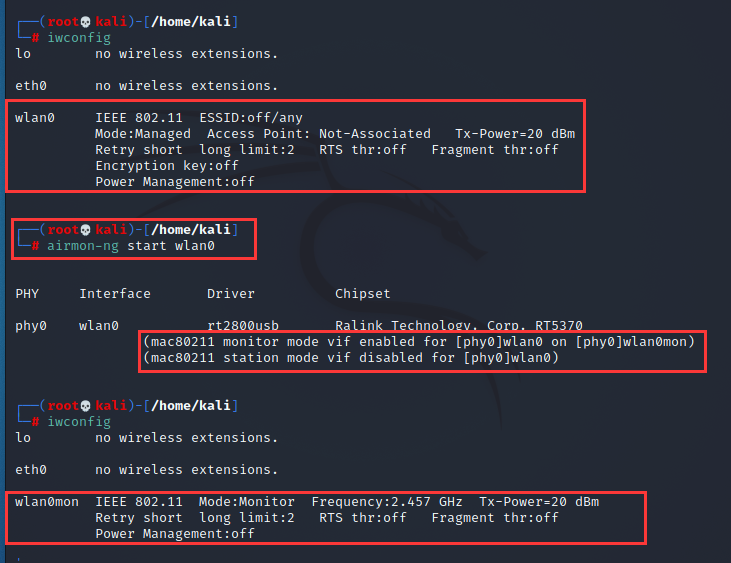 ┌──(root💀kali)-[/home/kali]
└─# iwconfig
lo        no wireless extensions.
eth0      no wireless extensions.
wlan0     IEEE 802.11  ESSID:off/any
          Mode:Managed  Access Point: Not-Associated   Tx-Power=20 dBm
          Retry short  long limit:2   RTS thr:off   Fragment thr:off
          Encryption key:off
          Power Management:off
┌──(root💀kali)-[/home/kali]
└─# airmon-ng start wlan0
PHY     Interface       Driver          Chipset
phy0    wlan0           rt2800usb       Ralink Technology, Corp. RT5370
                (mac80211 monitor mode vif enabled for [phy0]wlan0 on [phy0]wlan0mon)
                (mac80211 station mode vif disabled for [phy0]wlan0)
┌──(root💀kali)-[/home/kali]
└─# iwconfig
lo        no wireless extensions.
eth0      no wireless extensions.
wlan0mon  IEEE 802.11  Mode:Monitor  Frequency:2.457 GHz  Tx-Power=20 dBm
          Retry short  long limit:2   RTS thr:off   Fragment thr:off
          Power Management:off